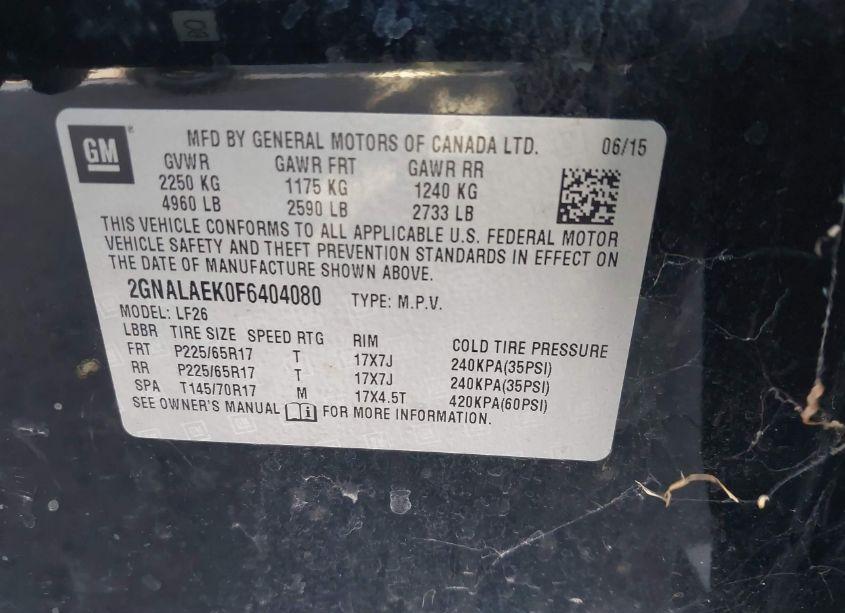 GM
MFD BY GENERAL MOTORS OF CANADA LTD. 06/15
GVWR GAWR FRT GAWR RR
2250 KG 1175 KG 1240 KG
4960 LB 2590 LB 2733 LB
THIS VEHICLE CONFORMS TO ALL APPLICABLE U.S. FEDERAL MOTOR
VEHICLE SAFETY AND THEFT PREVENTION STANDARDS IN EFFECT ON
THE DATE OF MANUFACTURE SHOWN ABOVE.
2GNALAEK0F6404080 TYPE: M.P.V.
MODEL: LF26
LBBR TIRE SIZE SPEED RTG RIM COLD TIRE PRESSURE
FRT P225/65R17 T 17X7J 240KPA(35PSI)
RR P225/65R17 T 17X7J 240KPA(35PSI)
SPA T145/70R17 M 17X4.5T 420KPA(60PSI)
SEE OWNER'S MANUAL FOR MORE INFORMATION.